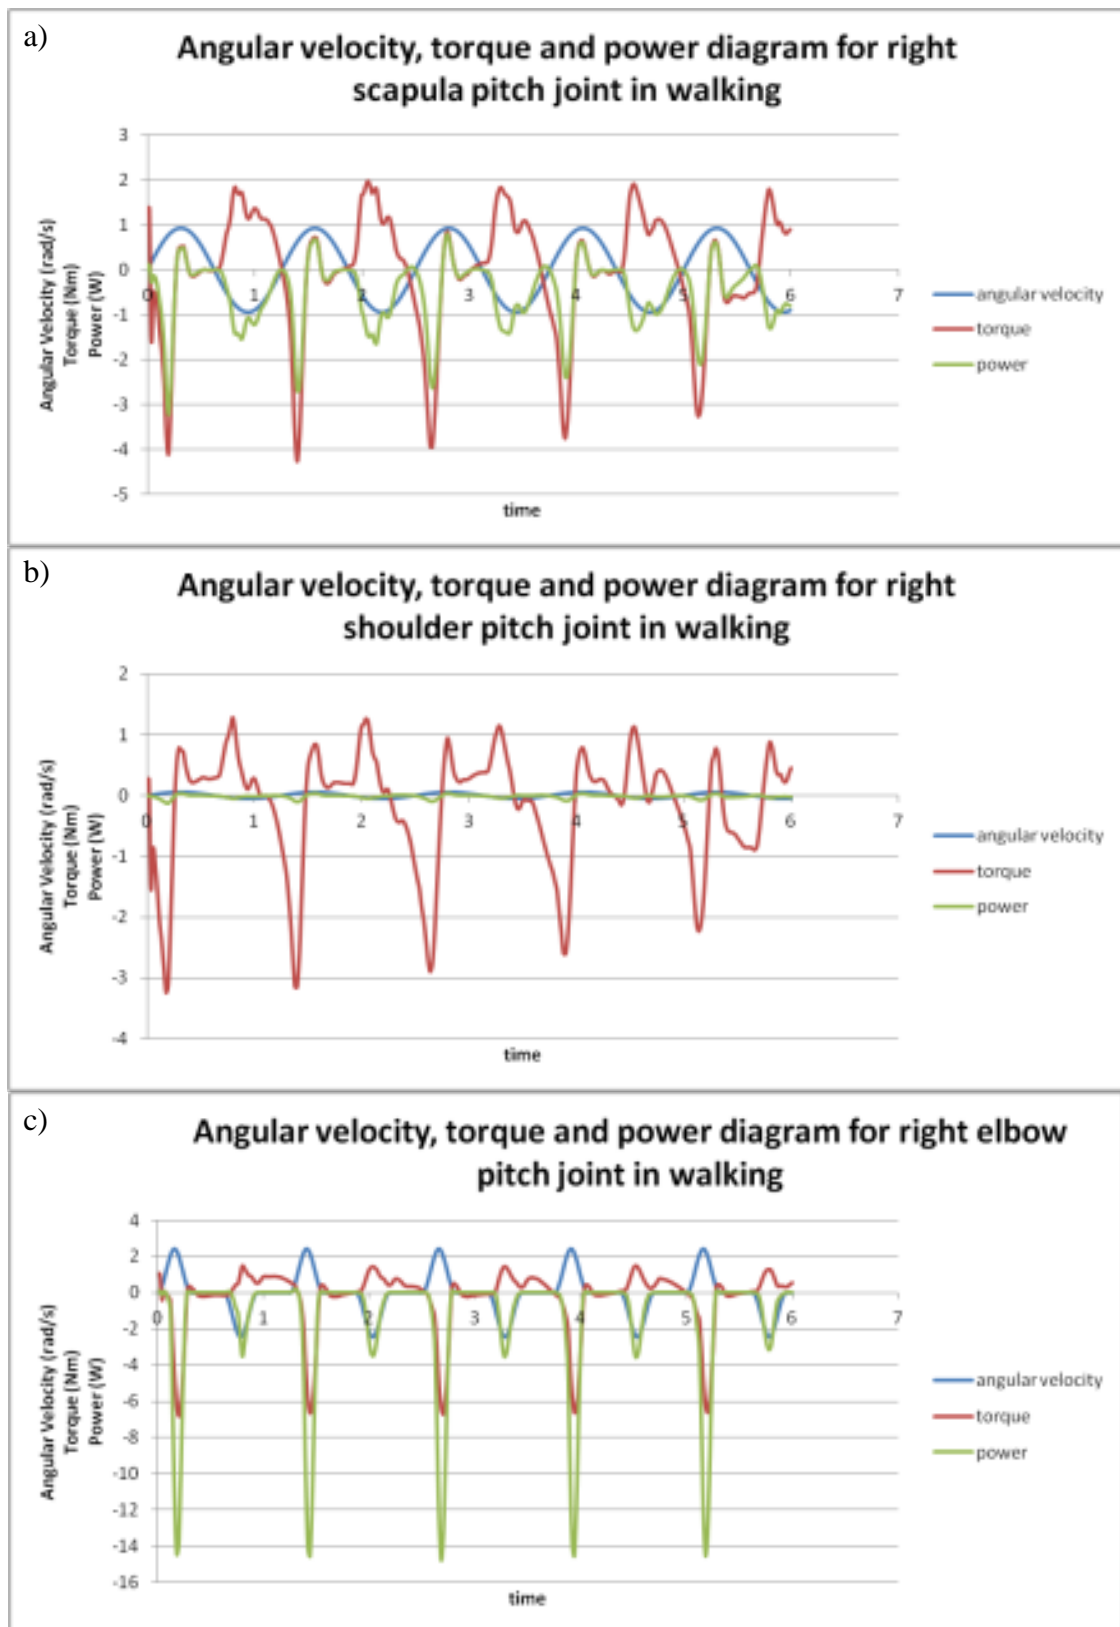 a)
Angular velocity, torque and power diagram for right
scapula pitch joint in walking
Angular Velocity (rad/s)
Torque (Nm)
Power (W)
3
2
1
0
-1
-2
-3
-4
-5
0 1 2 3 4 5 6 7
time
angular velocity
torque
power
b)
Angular velocity, torque and power diagram for right
shoulder pitch joint in walking
Angular Velocity (rad/s)
Torque (Nm)
Power (W)
2
1
0
-1
-2
-3
-4
0 1 2 3 4 5 6 7
time
angular velocity
torque
power
c)
Angular velocity, torque and power diagram for right elbow
pitch joint in walking
Angular Velocity (rad/s)
Torque (Nm)
Power (W)
4
2
0
-2
-4
-6
-8
-10
-12
-14
-16
0 1 2 3 4 5 6 7
time
angular velocity
torque
power